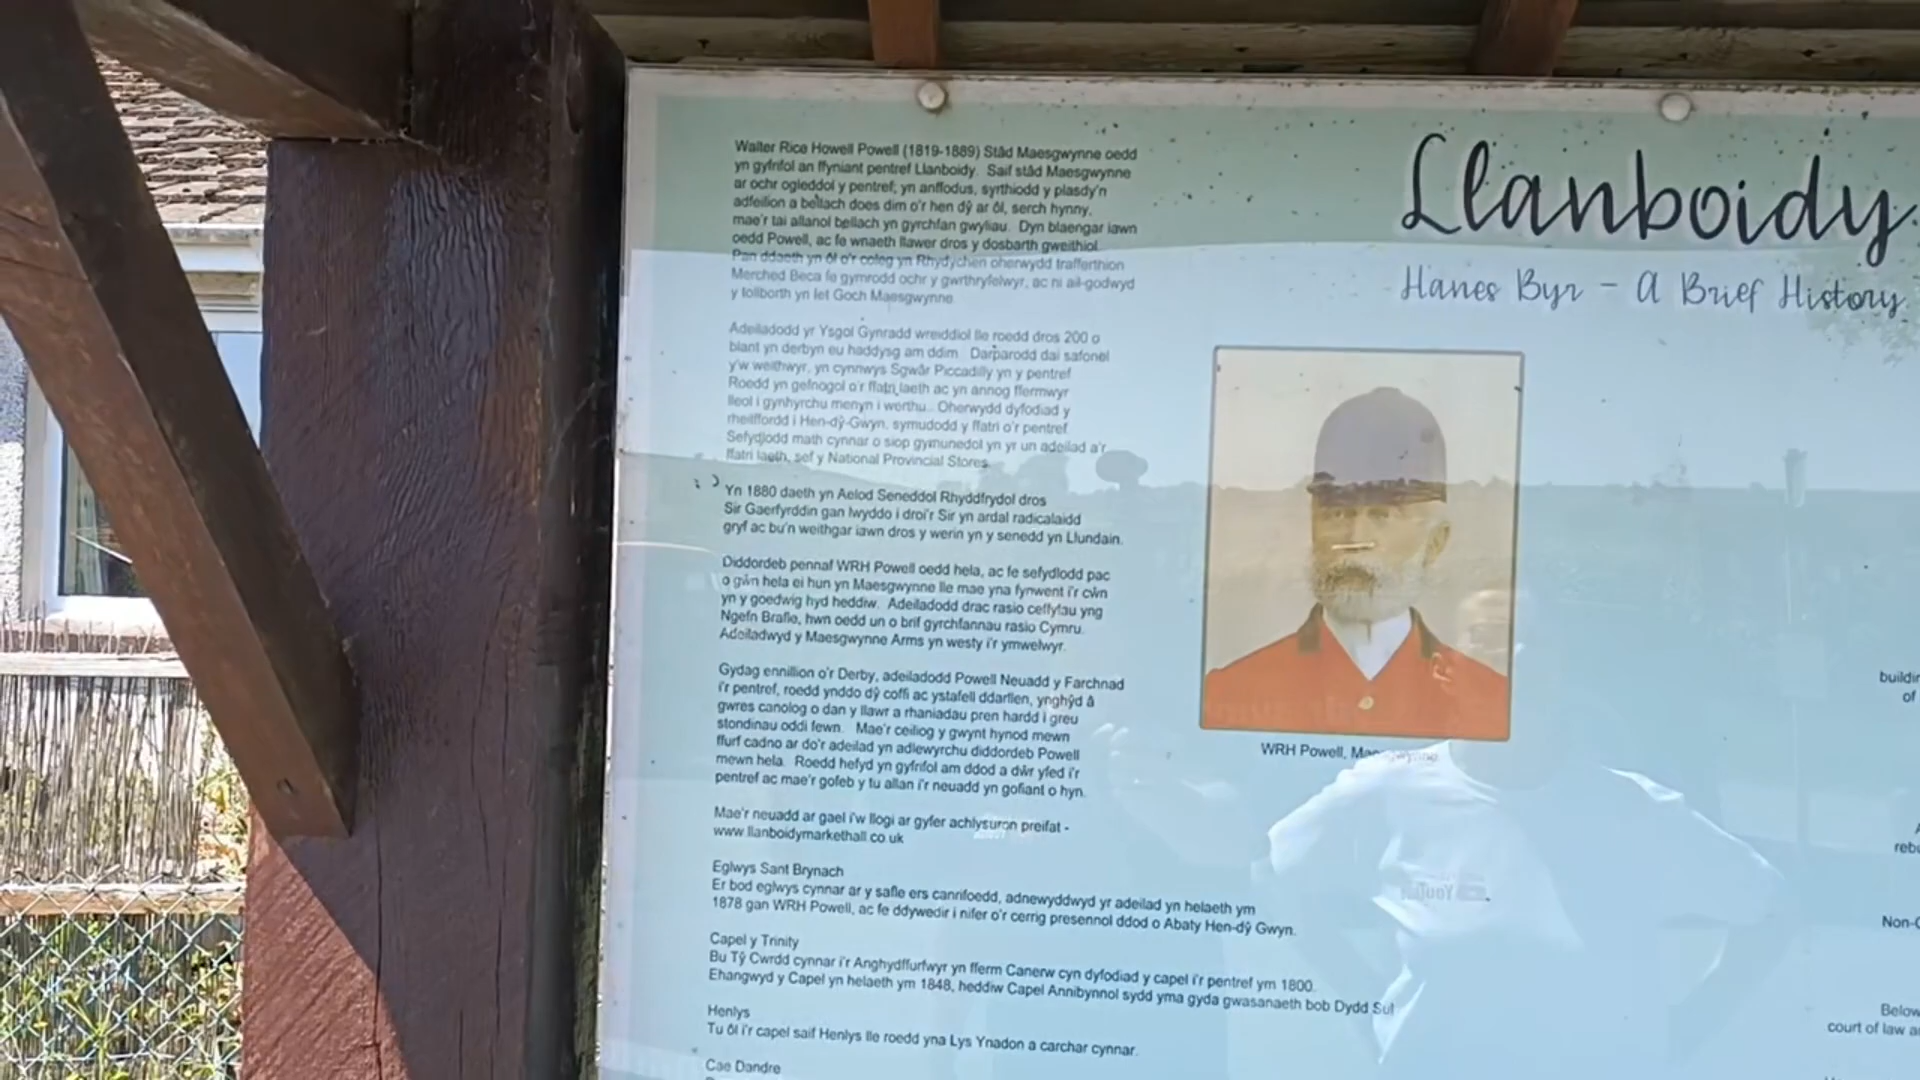 Walter Rice Howell Powell (1819-1889) Stâd Maesgwynne oedd
yn gyfrifol an ffyniant pentref Llanboidy. Saif stâd Maesgwynne
ar ochr ogleddol y pentref; yn anffodus, syrthiodd y plasdy'n
adfeilion a bellach does dim o'r hen dŷ ar ôl, serch hynny,
mae'r tai allanol bellach yn gyrchfan gwyliau. Dyn blaengar iawn
oedd Powell, ac fe wnaeth llawer dros y dosbarth gweithiol.
Pan ddaeth yn ôl o'r coleg yn Rhydychen oherwydd trafferthion
Merched Beca fe gymrodd ochr y gwrthryfelwyr, ac ni ail-godwyd
y tollborth yn Iet Goch Maesgwynne.
Adeiladodd yr Ysgol Gynradd wreiddiol lle roedd dros 200 o
blant yn derbyn eu haddysg am ddim. Darparodd dai safonel
y'w weithwyr, yn cynnwys Sgwâr Piccadilly yn y pentref.
Roedd yn gefnogol o'r ffatri laeth ac yn annog ffermwyr
lleol i gynhyrchu menyn i werthu. Oherwydd dyfodiad y
rheilffordd i Hen-dŷ-Gwyn, symudodd y ffatri o'r pentref.
Sefydlodd math cynnar o siop gymunedol yn yr un adeilad a'r
ffatri laeth, sef y National Provincial Stores.
Yn 1880 daeth yn Aelod Seneddol Rhyddfrydol dros
Sir Gaerfyrddin gan lwyddo i droi'r Sir yn ardal radicalaidd
gryf ac bu'n weithgar iawn dros y werin yn y senedd yn Llundain.
Diddordeb pennaf WRH Powell oedd hela, ac fe sefydlodd pac
o gŵn hela ei hun yn Maesgwynne lle mae yna fynwent i'r cŵn
yn y goedwig hyd heddiw. Adeiladodd drac rasio ceffylau yng
Ngefn Brafle, hwn oedd un o brif gyrchfannau rasio Cymru.
Adeiladwyd y Maesgwynne Arms yn westy i'r ymwelwyr.
Gydag ennillion o'r Derby, adeiladodd Powell Neuadd y Farchnad
i'r pentref, roedd ynddo dŷ coffi ac ystafell ddarllen, ynghŷd â
gwres canolog o dan y llawr a rhaniadau pren hardd i greu
stondinau oddi fewn. Mae'r ceiliog y gwynt hynod mewn
ffurf cadno ar do'r adeilad yn adlewyrchu diddordeb Powell
mewn hela. Roedd hefyd yn gyfrifol am ddod a dŵr yfed i'r
pentref ac mae'r gofeb y tu allan i'r neuadd yn gofiant o hyn.
Mae'r neuadd ar gael i'w llogi ar gyfer achlysuron preifat -
www.llanboidymarkethall.co.uk
Eglwys Sant Brynach
Er bod eglwys cynnar ar y safle ers canrifoedd, adnewyddwyd yr adeilad yn helaeth ym
1878 gan WRH Powell, ac fe ddywedir i nifer o'r cerrig presennol ddod o Abaty Hen-dŷ Gwyn.
Capel y Trinity
Bu Tŷ Cwrdd cynnar i'r Anghydffurfwyr yn fferm Canerw cyn dyfodiad y capel i'r pentref ym 1800.
Ehangwyd y Capel yn helaeth ym 1848, heddiw Capel Annibynnol sydd yma gyda gwasanaeth bob Dydd Sul
Henlys
Tu ôl i'r capel saif Henlys lle roedd yna Lys Ynadon a carchar cynnar.
Cae Dandre
Llanboidy
Hanes Byr - A Brief History
WRH Powell, Maesgwynne
of
Non-C
Below
court of law a